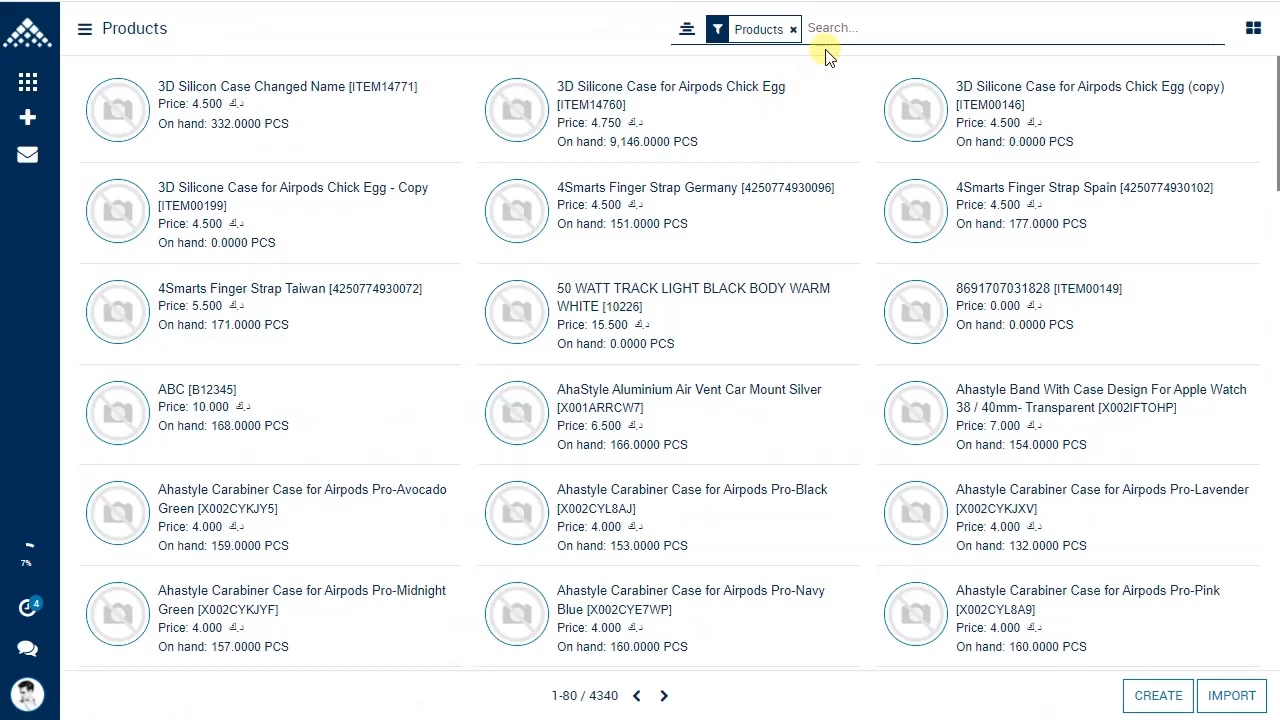 Products
Products ×
Search...
3D Silicon Case Changed Name [ITEM14771]
Price: 4.500 د.ك
On hand: 332.0000 PCS
3D Silicone Case for Airpods Chick Egg
[ITEM14760]
Price: 4.750 د.ك
On hand: 9,146.0000 PCS
3D Silicone Case for Airpods Chick Egg (copy)
[ITEM00146]
Price: 4.500 د.ك
On hand: 0.0000 PCS
3D Silicone Case for Airpods Chick Egg - Copy
[ITEM00199]
Price: 4.500 د.ك
On hand: 0.0000 PCS
4Smarts Finger Strap Germany [4250774930096]
Price: 4.500 د.ك
On hand: 151.0000 PCS
4Smarts Finger Strap Spain [4250774930102]
Price: 4.500 د.ك
On hand: 177.0000 PCS
4Smarts Finger Strap Taiwan [4250774930072]
Price: 5.500 د.ك
On hand: 171.0000 PCS
50 WATT TRACK LIGHT BLACK BODY WARM
WHITE [10226]
Price: 15.500 د.ك
On hand: 0.0000 PCS
8691707031828 [ITEM00149]
Price: 0.000 د.ك
On hand: 0.0000 PCS
ABC [B12345]
Price: 10.000 د.ك
On hand: 168.0000 PCS
AhaStyle Aluminium Air Vent Car Mount Silver
[X001ARRCW7]
Price: 6.500 د.ك
On hand: 166.0000 PCS
Ahastyle Band With Case Design For Apple Watch
38 / 40mm- Transparent [X002IFTOHP]
Price: 7.000 د.ك
On hand: 154.0000 PCS
Ahastyle Carabiner Case for Airpods Pro-Avocado
Green [X002CYKJY5]
Price: 4.000 د.ك
On hand: 159.0000 PCS
Ahastyle Carabiner Case for Airpods Pro-Black
[X002CYL8AJ]
Price: 4.000 د.ك
On hand: 153.0000 PCS
Ahastyle Carabiner Case for Airpods Pro-Lavender
[X002CYKJXV]
Price: 4.000 د.ك
On hand: 132.0000 PCS
Ahastyle Carabiner Case for Airpods Pro-Midnight
Green [X002CYKJYF]
Price: 4.000 د.ك
On hand: 157.0000 PCS
Ahastyle Carabiner Case for Airpods Pro-Navy
Blue [X002CYE7WP]
Price: 4.000 د.ك
On hand: 160.0000 PCS
Ahastyle Carabiner Case for Airpods Pro-Pink
[X002CYL8A9]
Price: 4.000 د.ك
On hand: 160.0000 PCS
7%
4
1-80 / 4340
CREATE
IMPORT